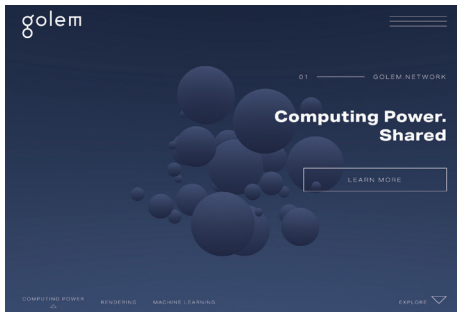 golem
01 GOLEM.NETWORK
Computing Power.
Shared
LEARN MORE
COMPUTING POWER RENDERING MACHINE LEARNING EXPLORE